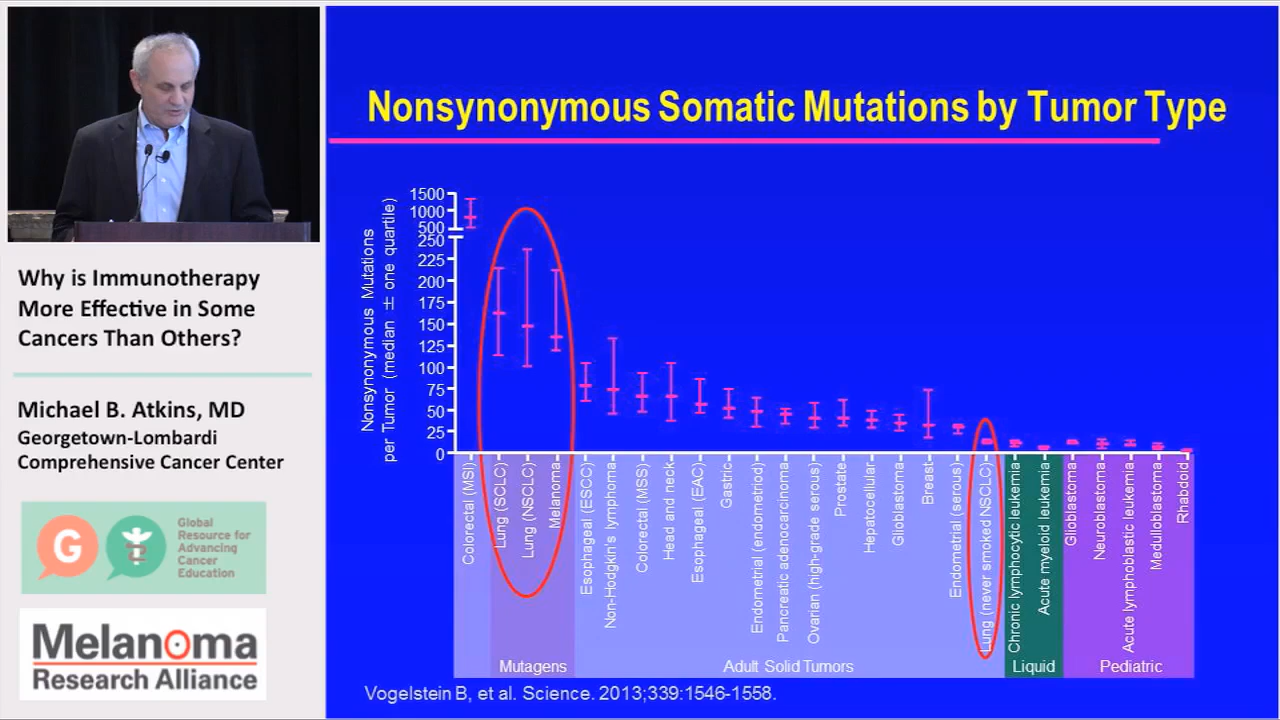 Nonsynonymous Somatic Mutations by Tumor Type
Why is Immunotherapy
More Effective in Some
Cancers Than Others?
Michael B. Atkins, MD
Georgetown-Lombardi
Comprehensive Cancer Center
G
Global
Resource for
Advancing
Cancer
Education
Melanoma
Research Alliance
Nonsynonymous Mutations
per Tumor (median ± one quartile)
1500
1000
500
250
225
200
175
150
125
100
75
50
25
0
Colorectal (MSI)
Lung (SCLC)
Lung (NSCLC)
Melanoma
Esophageal (ESCC)
Non-Hodgkin's lymphoma
Colorectal (MSS)
Head and neck
Esophageal (EAC)
Gastric
Endometrial (endometriod)
Pancreatic adenocarcinoma
Ovarian (high-grade serous)
Prostate
Hepatocellular
Glioblastoma
Breast
Endometrial (serous)
Lung (never smoked NSCLC)
Chronic lymphocytic leukemia
Acute myeloid leukemia
Glioblastoma
Neuroblastoma
Acute lymphoblastic leukemia
Medulloblastoma
Rhabdoid
Mutagens
Adult Solid Tumors
Liquid
Pediatric
Vogelstein B, et al. Science. 2013;339:1546-1558.